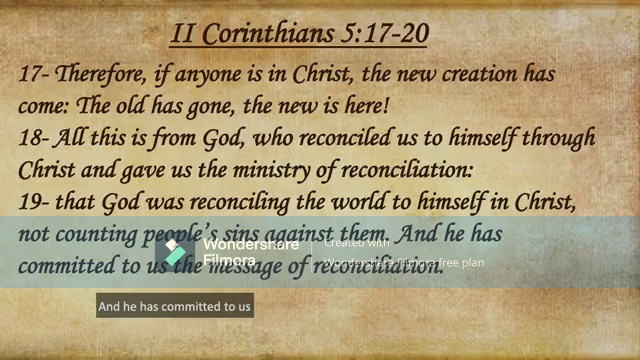 II Corinthians 5:17-20
17- Therefore, if anyone is in Christ, the new creation has
come: The old has gone, the new is here!
18- All this is from God, who reconciled us to himself through
Christ and gave us the ministry of reconciliation:
19- that God was reconciling the world to himself in Christ,
not counting people's sins against them. And he has
committed to us the message of reconciliation.
Wondershare
Filmora
Created with
Wondershare Filmora free plan
And he has committed to us